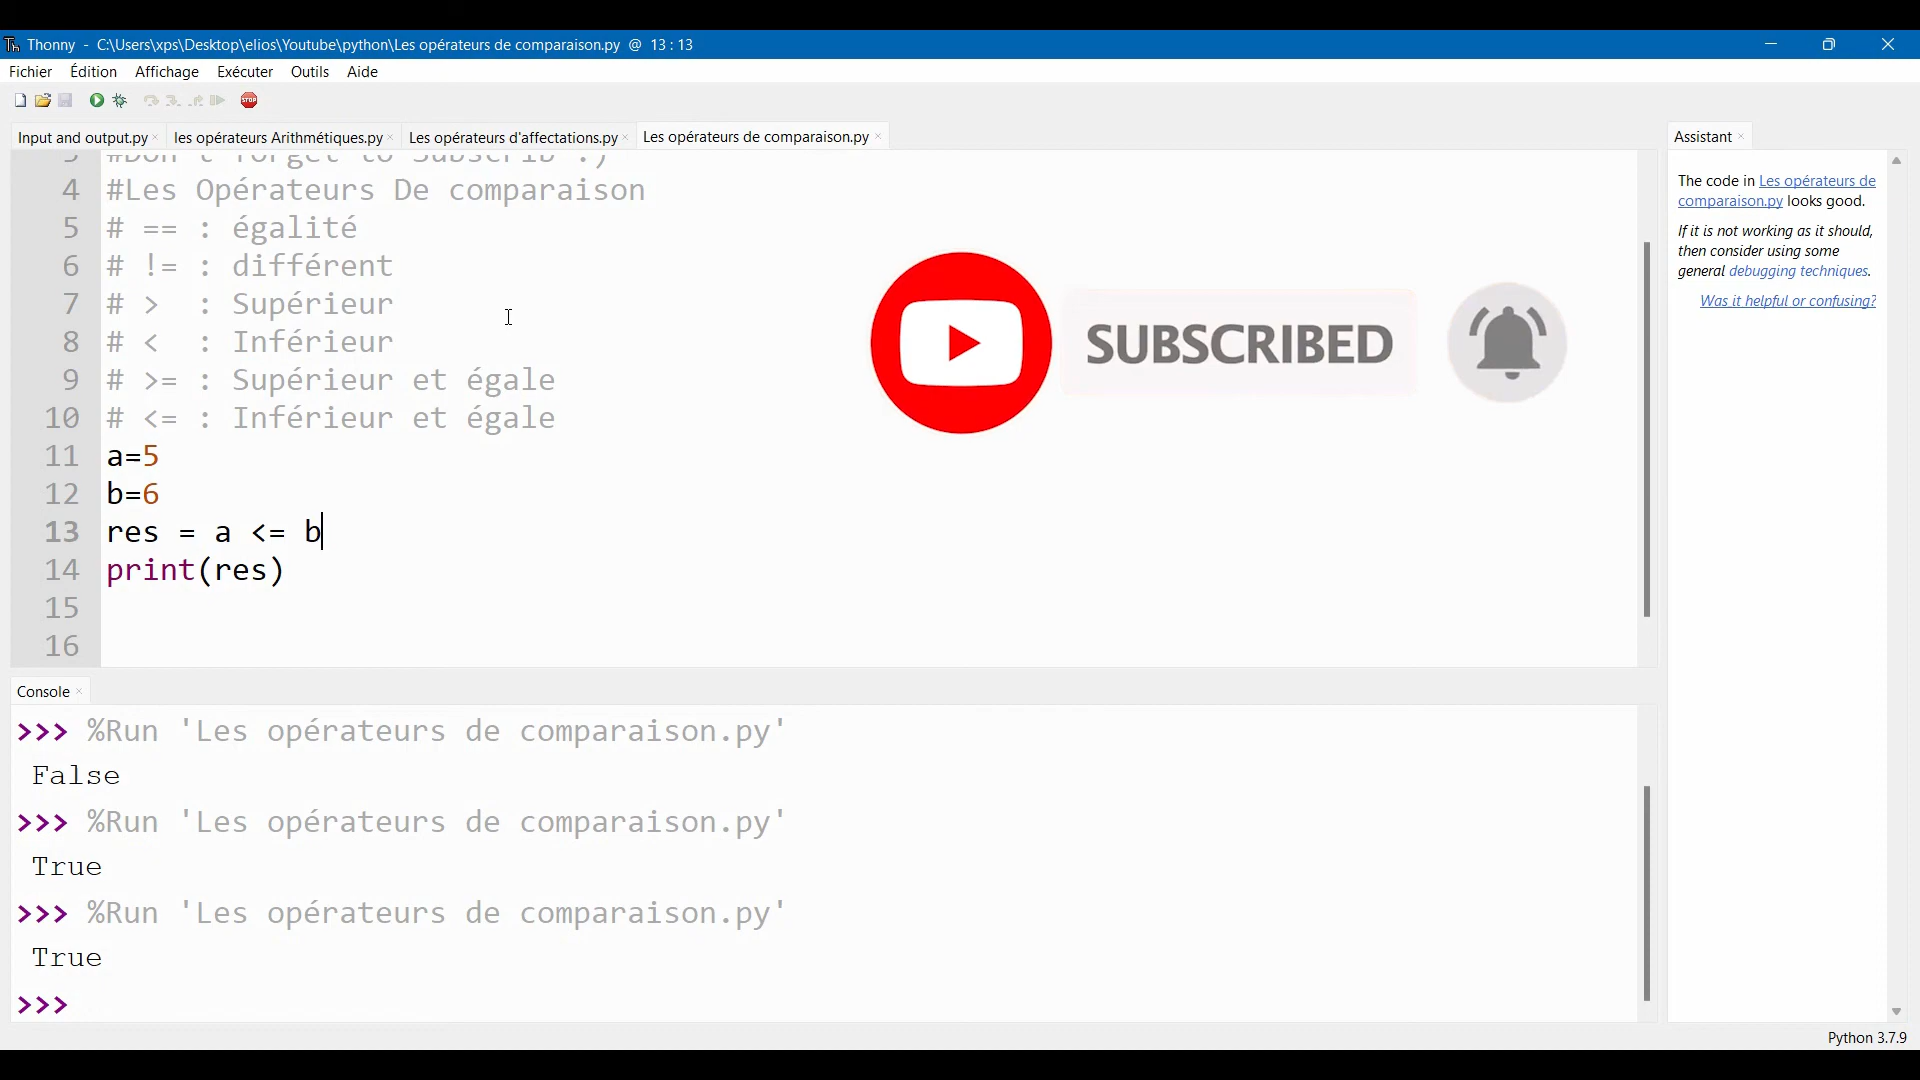 Thonny - C:\Users\xps\Desktop\elios\Youtube\python\Les opérateurs de comparaison.py @ 13 : 13
Fichier Édition Affichage Exécuter Outils Aide
STOP
Input and output.py × les opérateurs Arithmétiques.py × Les opérateurs d'affectations.py × Les opérateurs de comparaison.py ×
3 #Don't forget to Subscrib :)
4 #Les Opérateurs De comparaison
5 # == : égalité
6 # != : différent
7 # > : Supérieur
8 # < : Inférieur
9 # >= : Supérieur et égale
10 # <= : Inférieur et égale
11 a=5
12 b=6
13 res = a <= b
14 print(res)
15
16
SUBSCRIBED
Console ×
>>> %Run 'Les opérateurs de comparaison.py'
False
>>> %Run 'Les opérateurs de comparaison.py'
True
>>> %Run 'Les opérateurs de comparaison.py'
True
>>>
Assistant ×
The code in Les opérateurs de
comparaison.py looks good.
If it is not working as it should,
then consider using some
general debugging techniques.
Was it helpful or confusing?
Python 3.7.9